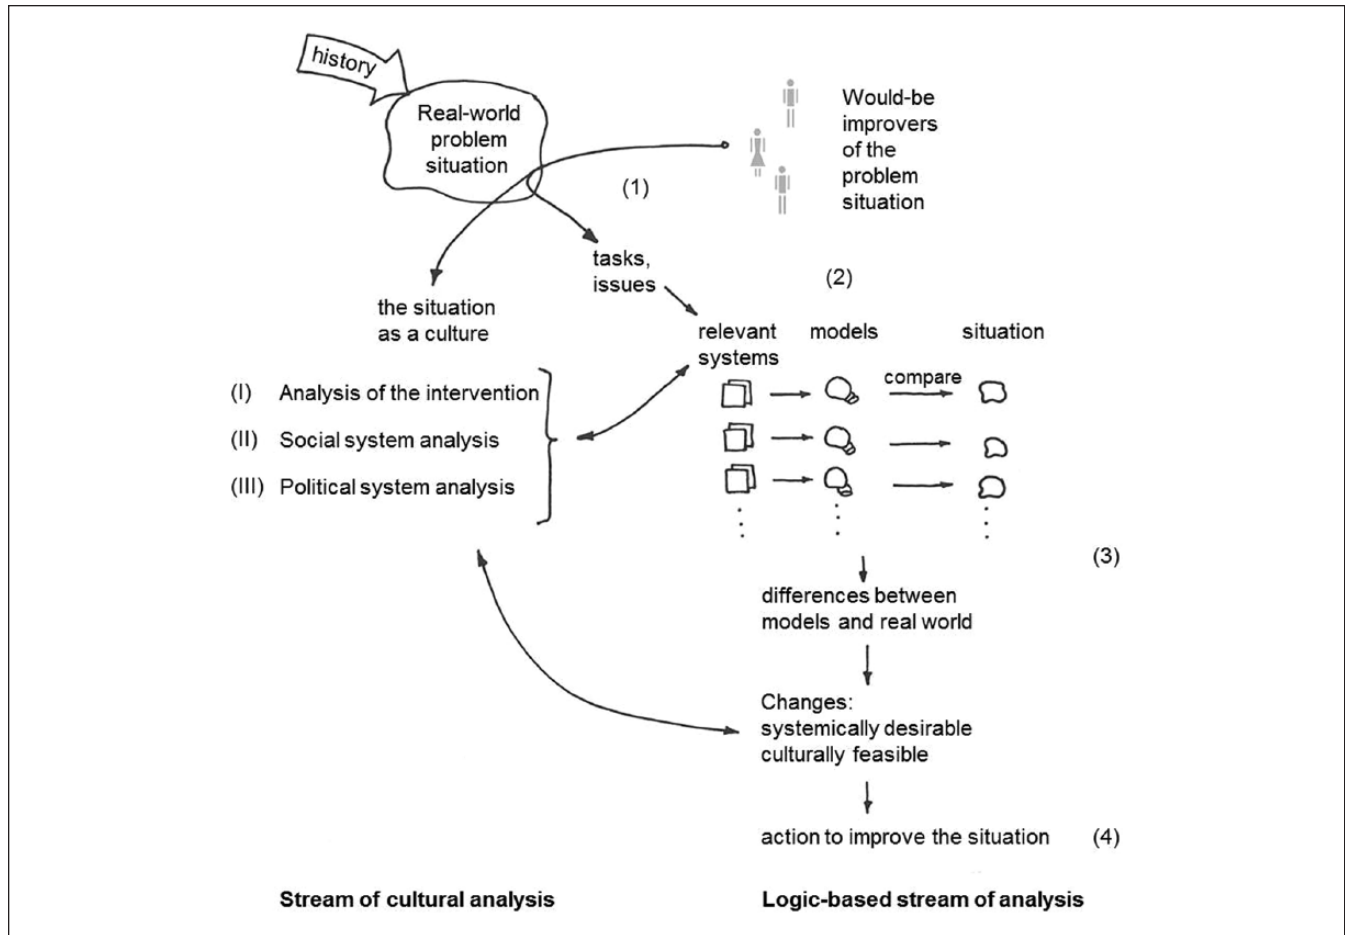 history
Real-world
problem
situation
Would-be
improvers
of the
problem
situation
(1)
tasks,
issues
(2)
the situation
as a culture
relevant
systems
models
situation
compare
(I) Analysis of the intervention
(II) Social system analysis
(III) Political system analysis
(3)
differences between
models and real world
Changes:
systemically desirable
culturally feasible
action to improve the situation
(4)
Stream of cultural analysis
Logic-based stream of analysis